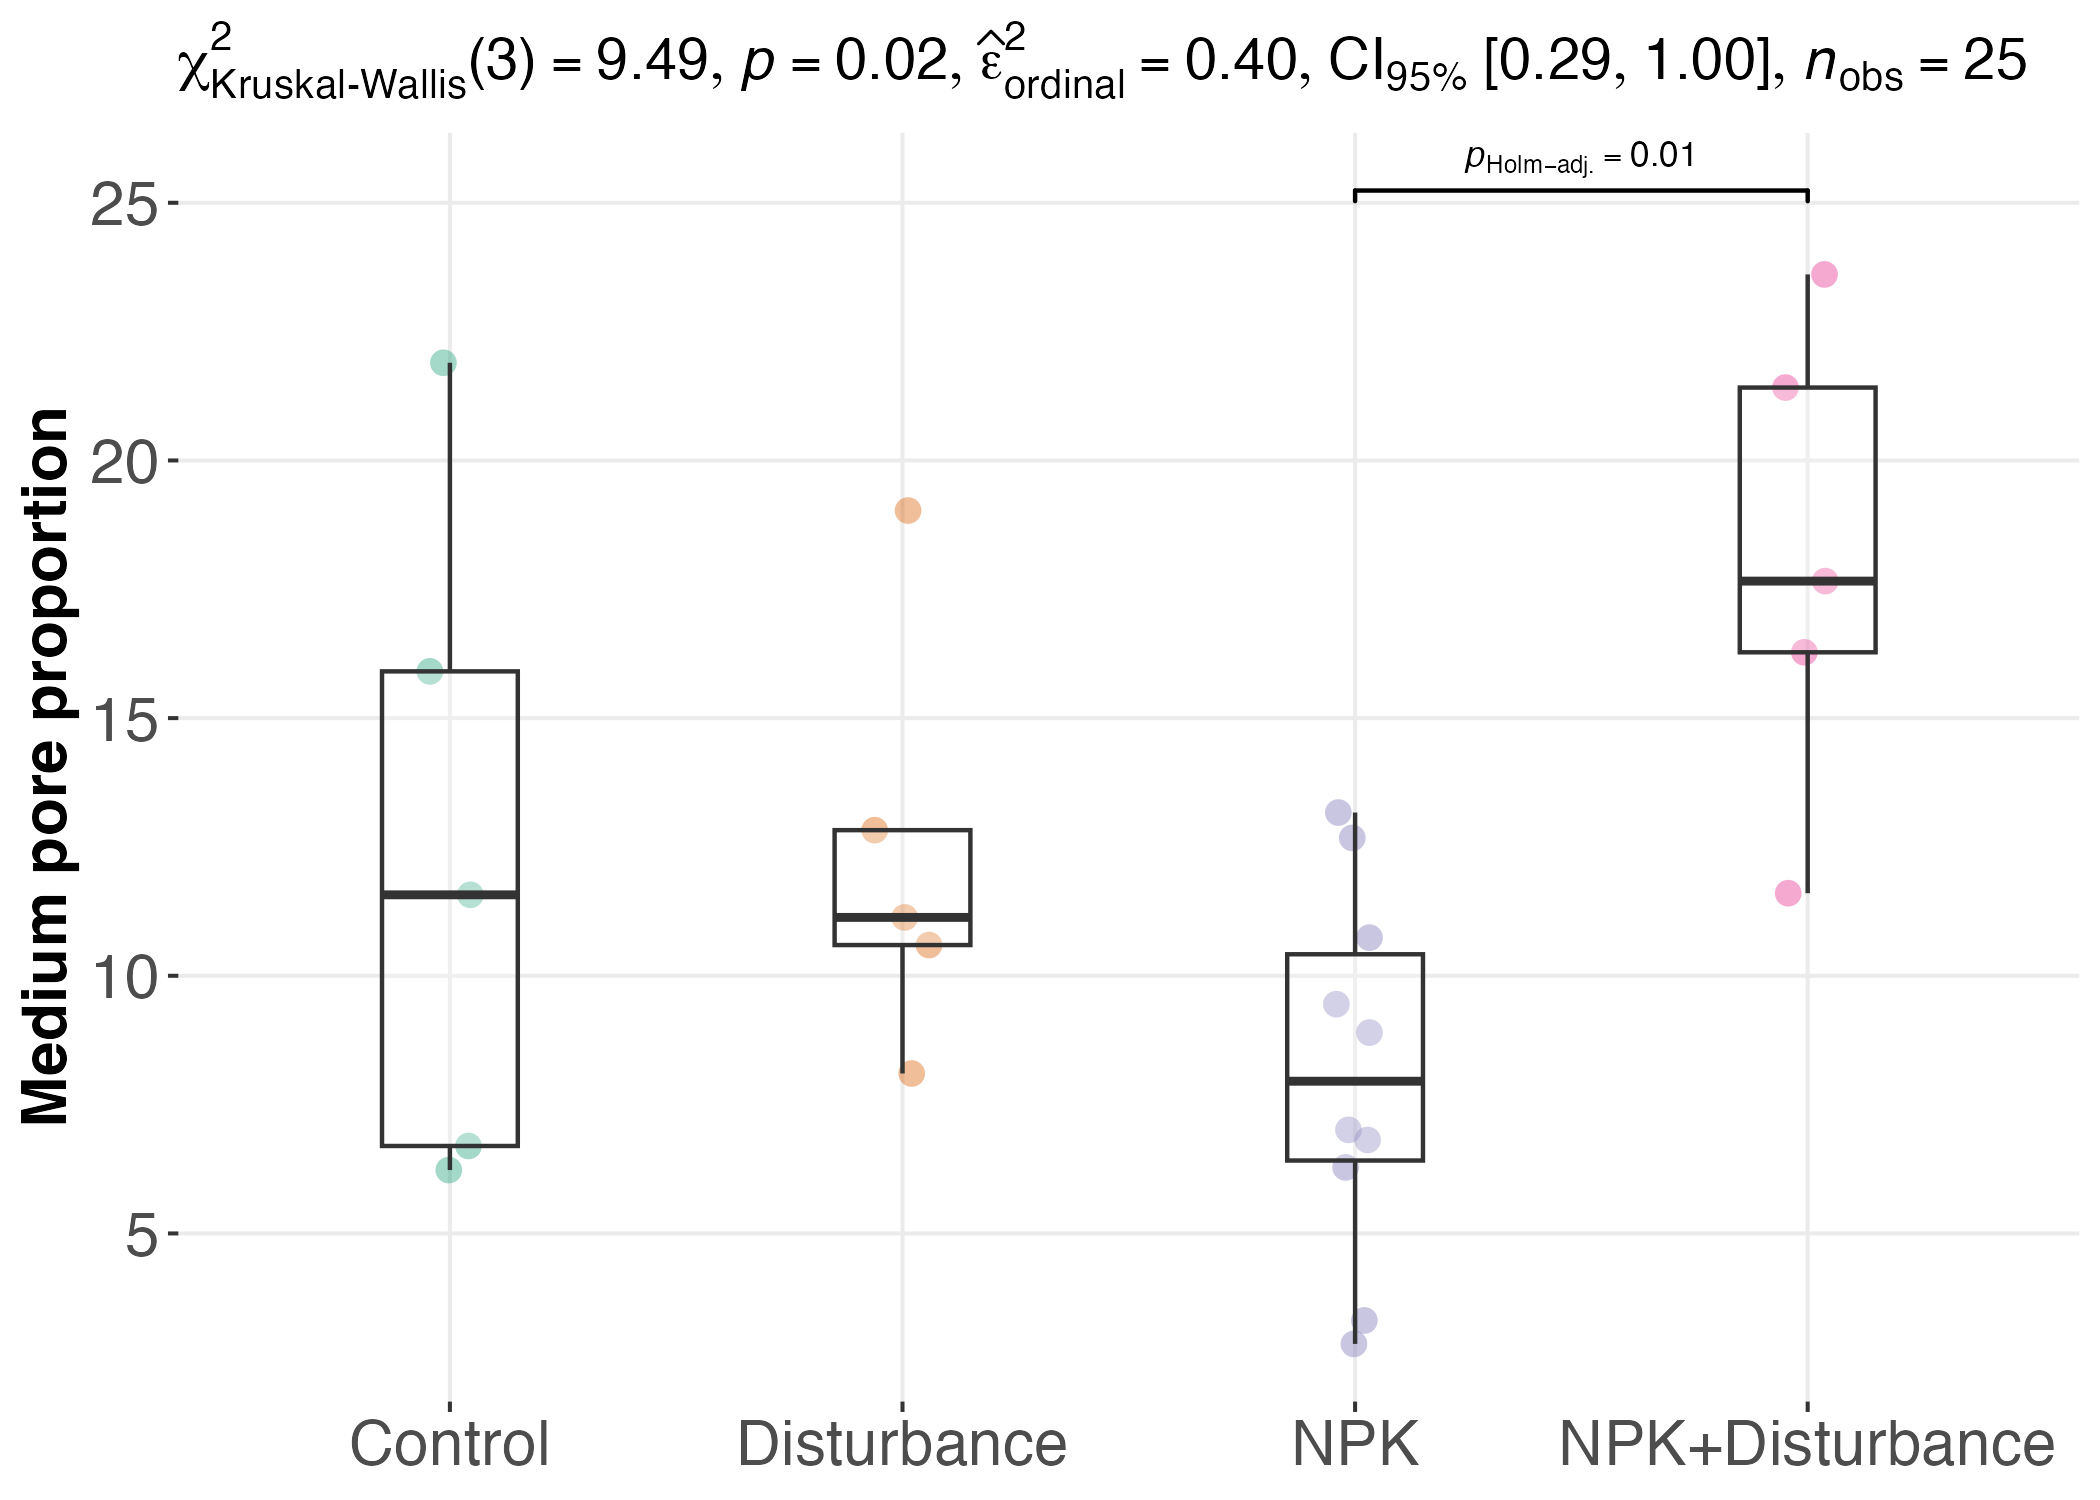 χ²Kruskal-Wallis(3) = 9.49, p = 0.02, ε̂²ordinal = 0.40, CI95% [0.29, 1.00], nobs = 25
pHolm−adj. = 0.01
25
20
15
10
5
Medium pore proportion
Control Disturbance NPK NPK+Disturbance